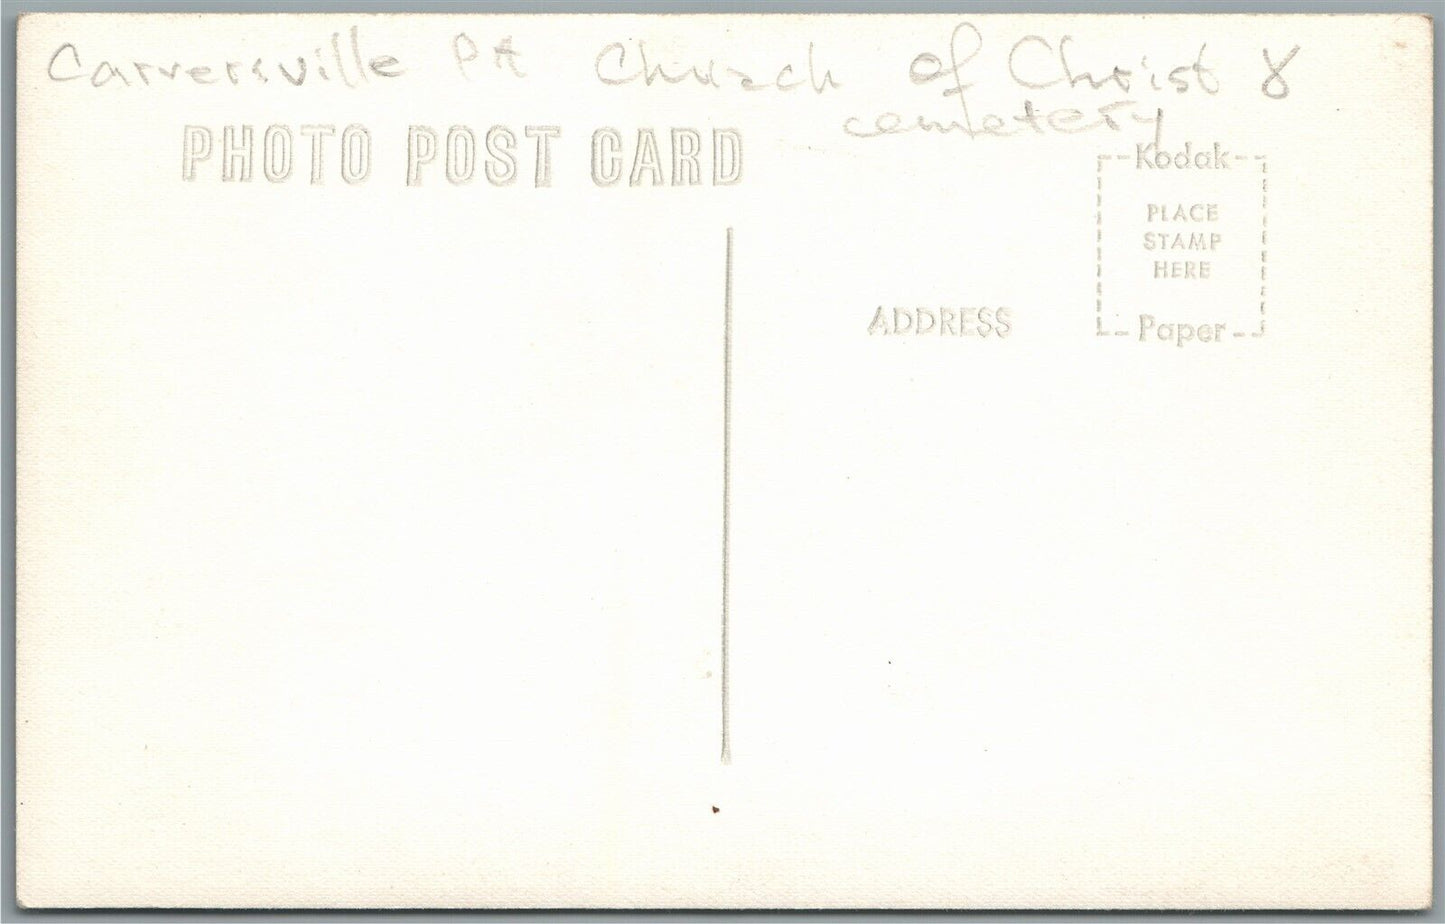 Carversville PA Church of Christ &
cemetery
PHOTO POST CARD
Kodak
PLACE
STAMP
HERE
Paper
ADDRESS